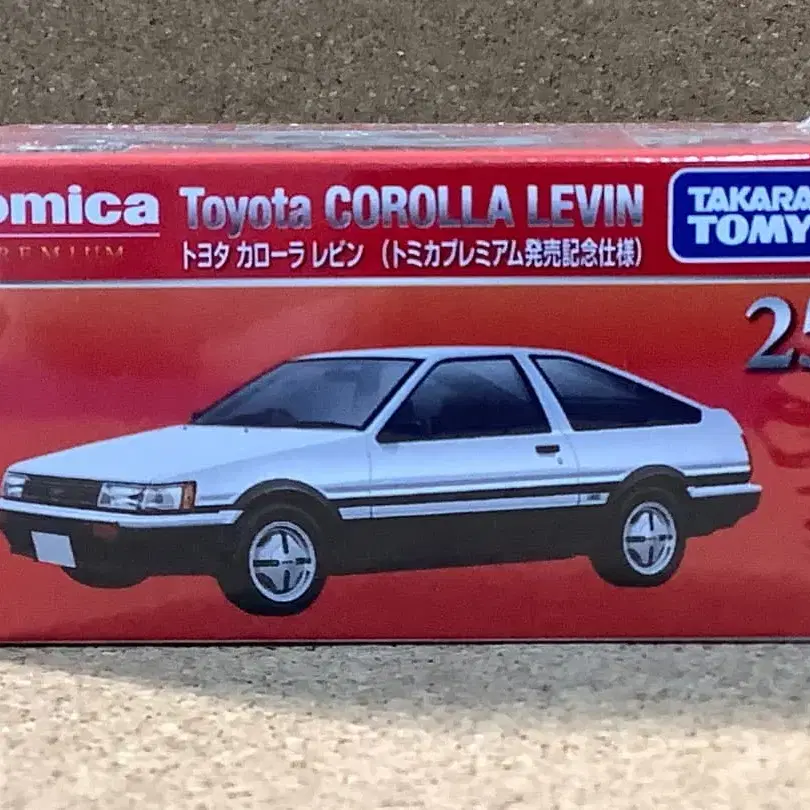 omica
PREMIUM
Toyota COROLLA LEVIN
トヨタ カローラ レビン (トミカプレミアム発売記念仕様)
TAKARA
TOMY
25